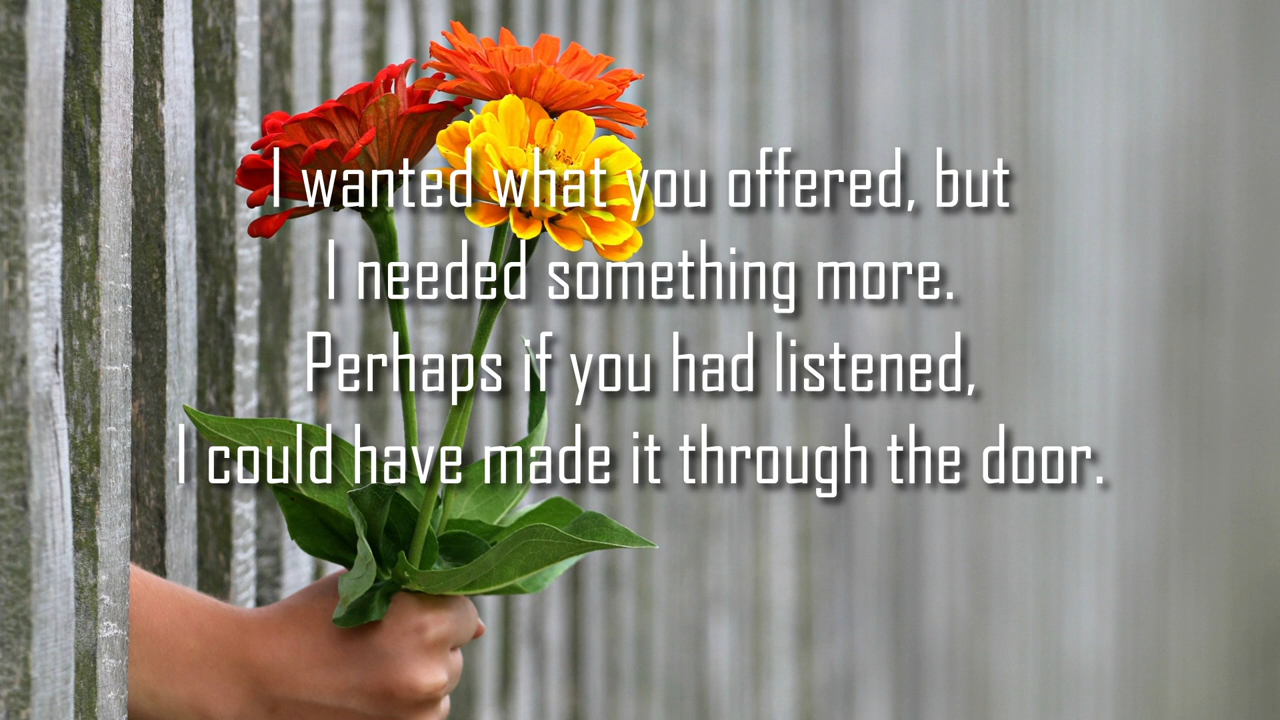 I wanted what you offered, but
I needed something more.
Perhaps if you had listened,
I could have made it through the door.